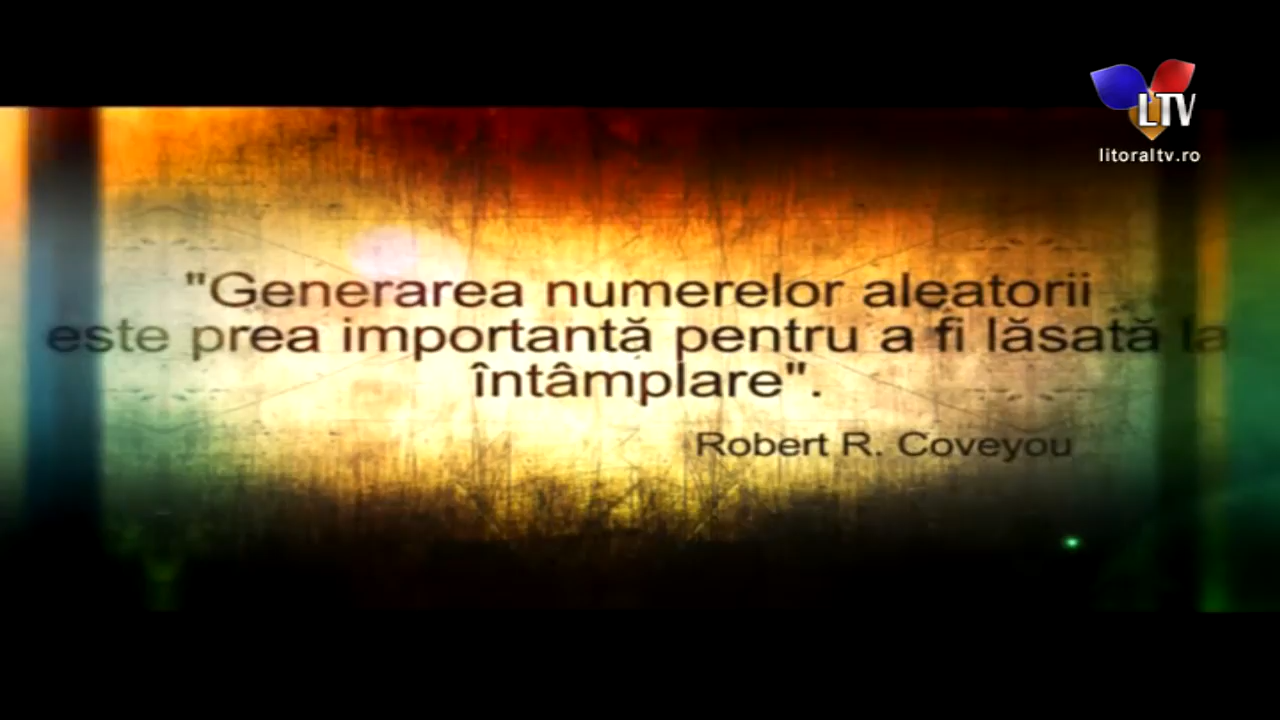 LTV
litoraltv.ro
"Generarea numerelor aleatorii
este prea importantă pentru a fi lăsată la
întâmplare".
Robert R. Coveyou